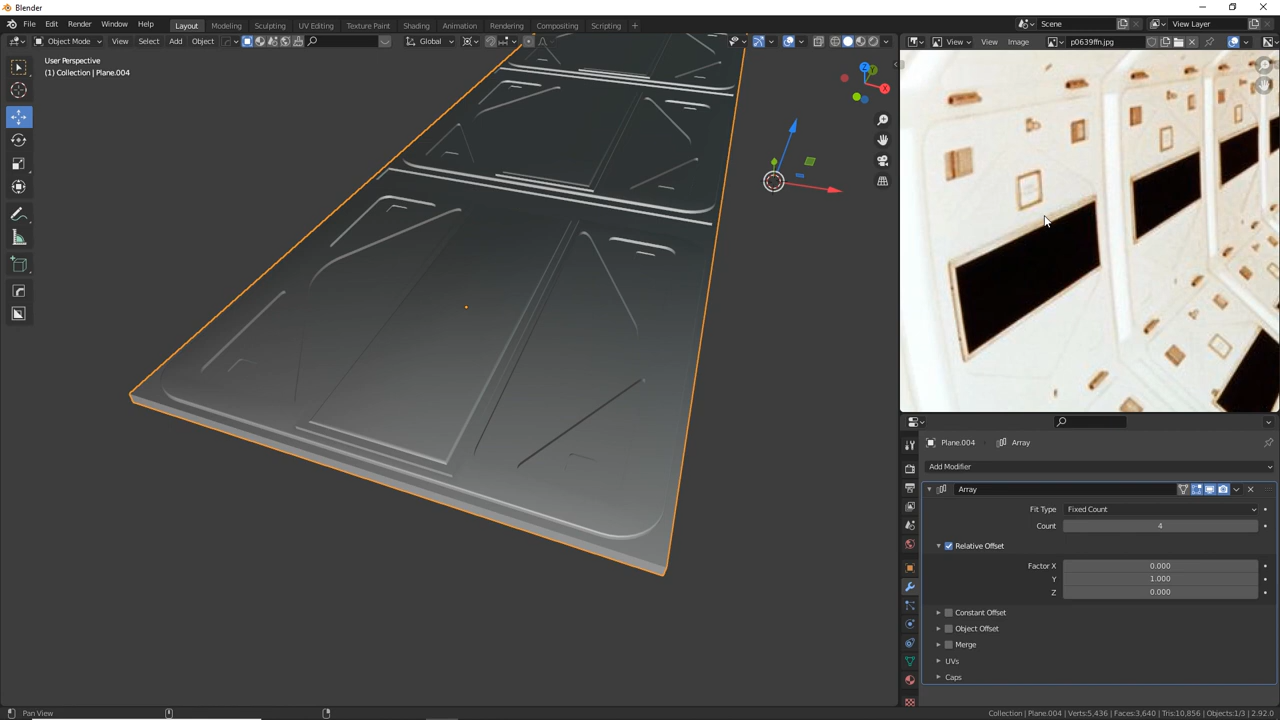 Blender
File Edit Render Window Help Layout Modeling Sculpting UV Editing Texture Paint Shading Animation Rendering Compositing Scripting + Scene View Layer
Object Mode View Select Add Object Global View View Image p0639ffn.jpg
User Perspective
(1) Collection | Plane.004
Z
Y
X
Plane.004 Array
Add Modifier
Array
Fit Type Fixed Count
Count 4
Relative Offset
Factor X 0.000
Y 1.000
Z 0.000
Constant Offset
Object Offset
Merge
UVs
Caps
Pan View Collection | Plane.004 | Verts:5,436 | Faces:3,640 | Tris:10,856 | Objects:1/3 | 2.92.0